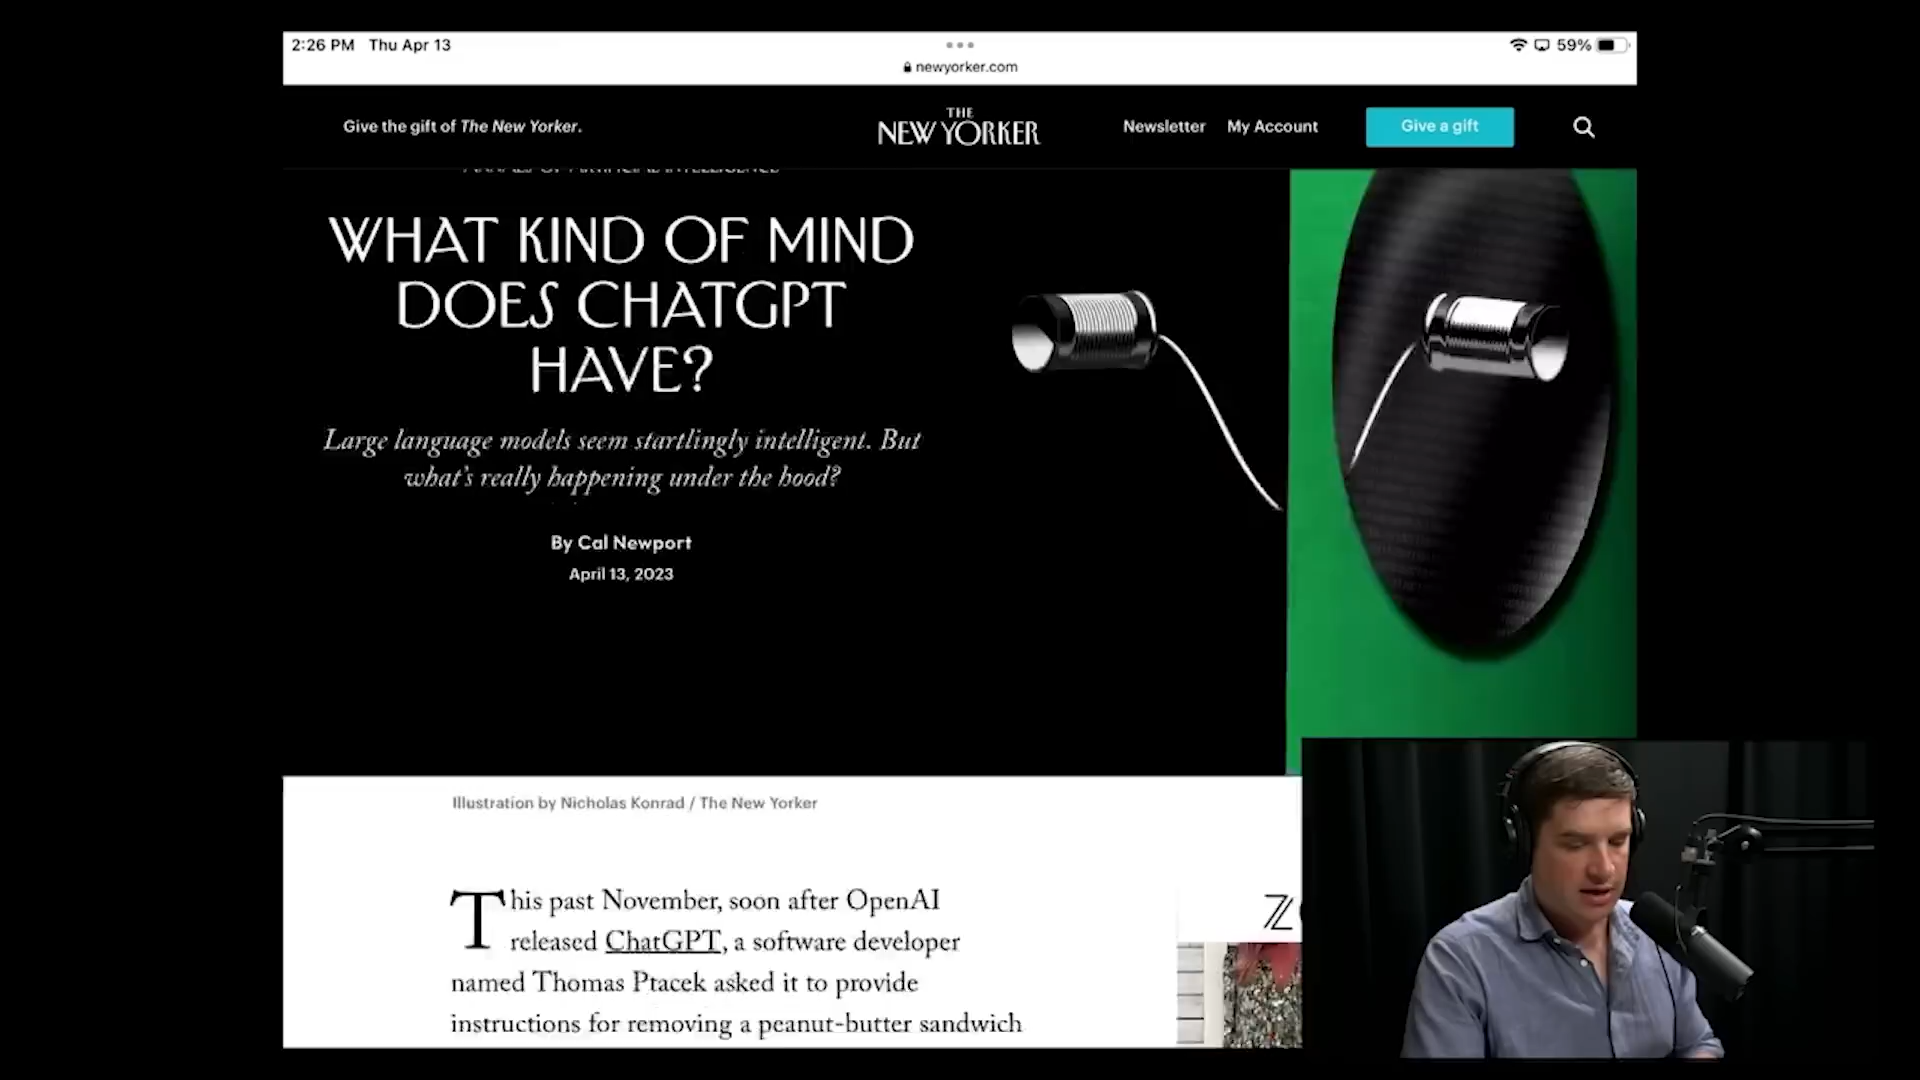 2:26 PM Thu Apr 13
59%
newyorker.com
Give the gift of The New Yorker.
THE
NEW YORKER
Newsletter My Account
Give a gift
ANNALS OF ARTIFICIAL INTELLIGENCE
WHAT KIND OF MIND
DOES CHATGPT
HAVE?
Large language models seem startlingly intelligent. But
what's really happening under the hood?
By Cal Newport
April 13, 2023
Illustration by Nicholas Konrad / The New Yorker
This past November, soon after OpenAI
released ChatGPT, a software developer
named Thomas Ptacek asked it to provide
instructions for removing a peanut-butter sandwich